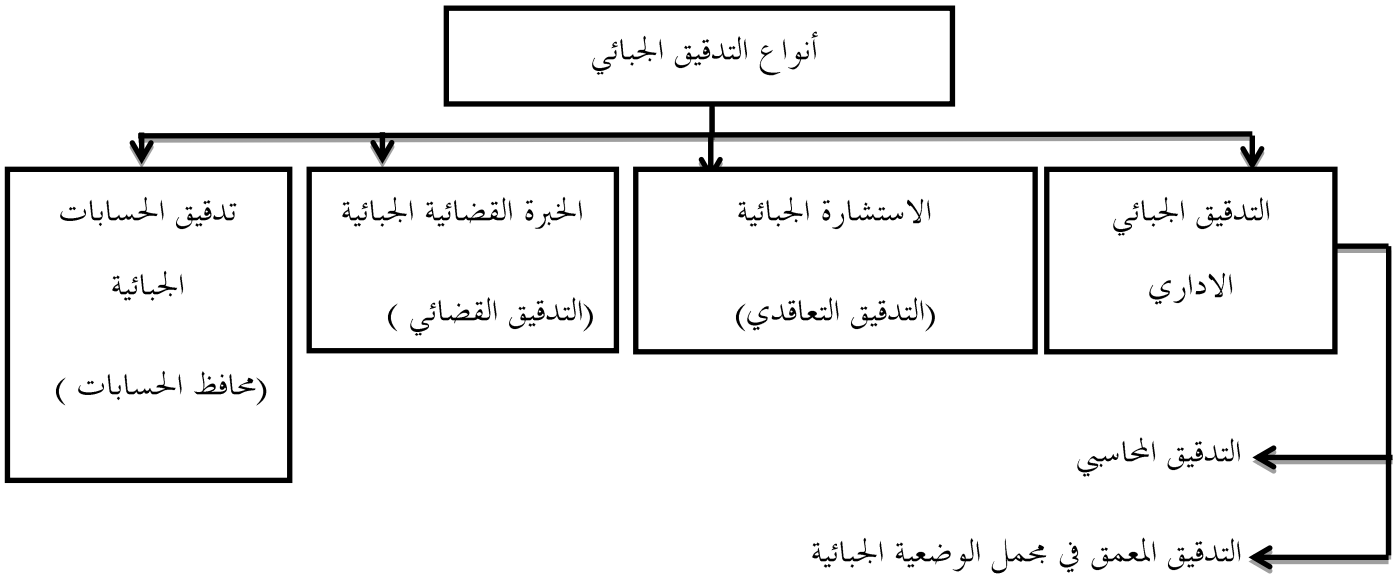 أنواع التدقيق الجبائي
التدقيق الجبائي
الاداري
الاستشارة الجبائية
(التدقيق التعاقدي)
الخبرة القضائية الجبائية
(التدقيق القضائي )
تدقيق الحسابات
الجبائية
(محافظ الحسابات )
التدقيق المحاسبي
التدقيق المعمق في مجمل الوضعية الجبائية